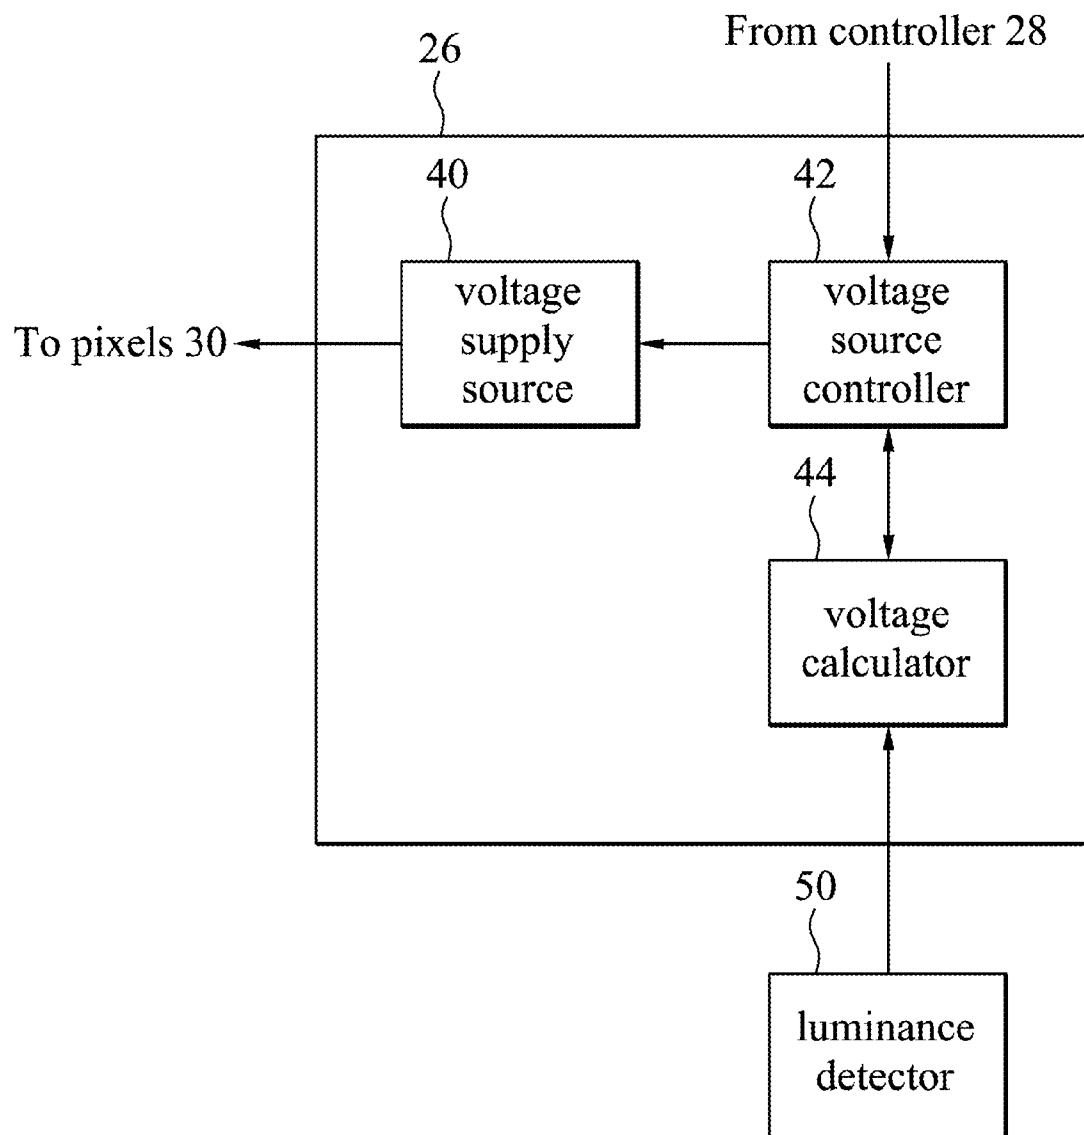 From controller 28
26
40
42
voltage
supply
source
voltage
source
controller
To pixels 30
44
voltage
calculator
50
luminance
detector